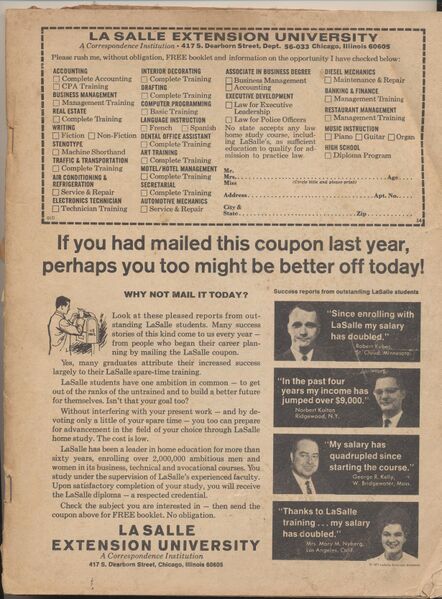 LA SALLE EXTENSION UNIVERSITY
A Correspondence Institution • 417 S. Dearborn Street, Dept. 56-033 Chicago, Illinois 60605
Please rush me, without obligation, FREE booklet and information on the opportunity I have checked below:
ACCOUNTING
Complete Accounting
CPA Training
BUSINESS MANAGEMENT
Management Training
REAL ESTATE
Complete Training
WRITING
Fiction Non-Fiction
STENOTYPE
Machine Shorthand
TRAFFIC & TRANSPORTATION
Complete Training
AIR CONDITIONING &
REFRIGERATION
Service & Repair
ELECTRONICS TECHNICIAN
Technician Training
INTERIOR DECORATING
Complete Training
DRAFTING
Complete Training
COMPUTER PROGRAMMING
Basic Training
LANGUAGE INSTRUCTION
French Spanish
DENTAL OFFICE ASSISTANT
Complete Training
ART TRAINING
Complete Training
MOTEL/HOTEL MANAGEMENT
Complete Training
SECRETARIAL
Complete Training
AUTOMOTIVE MECHANICS
Service & Repair
ASSOCIATE IN BUSINESS DEGREE
Business Management
Accounting
EXECUTIVE DEVELOPMENT
Law for Executive
Leadership
Law for Police Officers
No state accepts any law
home study course, includ-
ing LaSalle's, as sufficient
education to qualify for ad-
mission to practice law.
DIESEL MECHANICS
Maintenance & Repair
BANKING & FINANCE
Management Training
RESTAURANT MANAGEMENT
Management Training
MUSIC INSTRUCTION
Piano Guitar Organ
HIGH SCHOOL
Diploma Program
Mr.
Mrs. Age
Miss (Circle title and please print)
Address Apt. No.
City &
State Zip
If you had mailed this coupon last year,
perhaps you too might be better off today!
WHY NOT MAIL IT TODAY?
Look at these pleased reports from out-
standing LaSalle students. Many success
stories of this kind come to us every year –
from people who began their career plan-
ning by mailing the LaSalle coupon.
Yes, many graduates attribute their increased success
largely to their LaSalle spare-time training.
LaSalle students have one ambition in common – to get
out of the ranks of the untrained and to build a better future
for themselves. Isn't that your goal too?
Without interfering with your present work – and by de-
voting only a little of your spare time – you too can prepare
for advancement in the field of your choice through LaSalle
home study. The cost is low.
LaSalle has been a leader in home education for more than
sixty years, enrolling over 2,000,000 ambitious men and
women in its business, technical and avocational courses. You
study under the supervision of LaSalle's experienced faculty.
Upon satisfactory completion of your study, you will receive
the LaSalle diploma – a respected credential.
Check the subject you are interested in – then send the
coupon above for FREE booklet. No obligation.
LA SALLE
EXTENSION UNIVERSITY
A Correspondence Institution
417 S. Dearborn Street, Chicago, Illinois 60605
Success reports from outstanding LaSalle students
"Since enrolling with
LaSalle my salary
has doubled."
Robert Kubes,
St. Cloud, Minnesota
"In the past four
years my income has
jumped over $9,000."
Norbert Kaiton
Ridgewood, N.Y.
"My salary has
quadrupled since
starting the course."
George R. Kelly,
W. Bridgewater, Mass.
"Thanks to LaSalle
training . . . my salary
has doubled."
Mrs. Mary M. Nyberg,
Los Angeles, Calif.